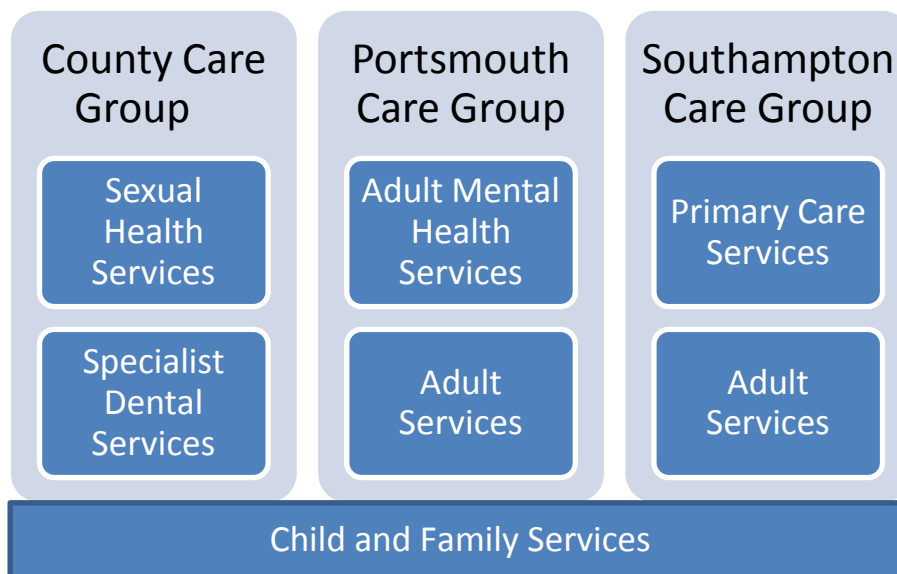 County Care
Group
Sexual
Health
Services
Specialist
Dental
Services
Portsmouth
Care Group
Adult Mental
Health
Services
Adult
Services
Southampton
Care Group
Primary Care
Services
Adult
Services
Child and Family Services